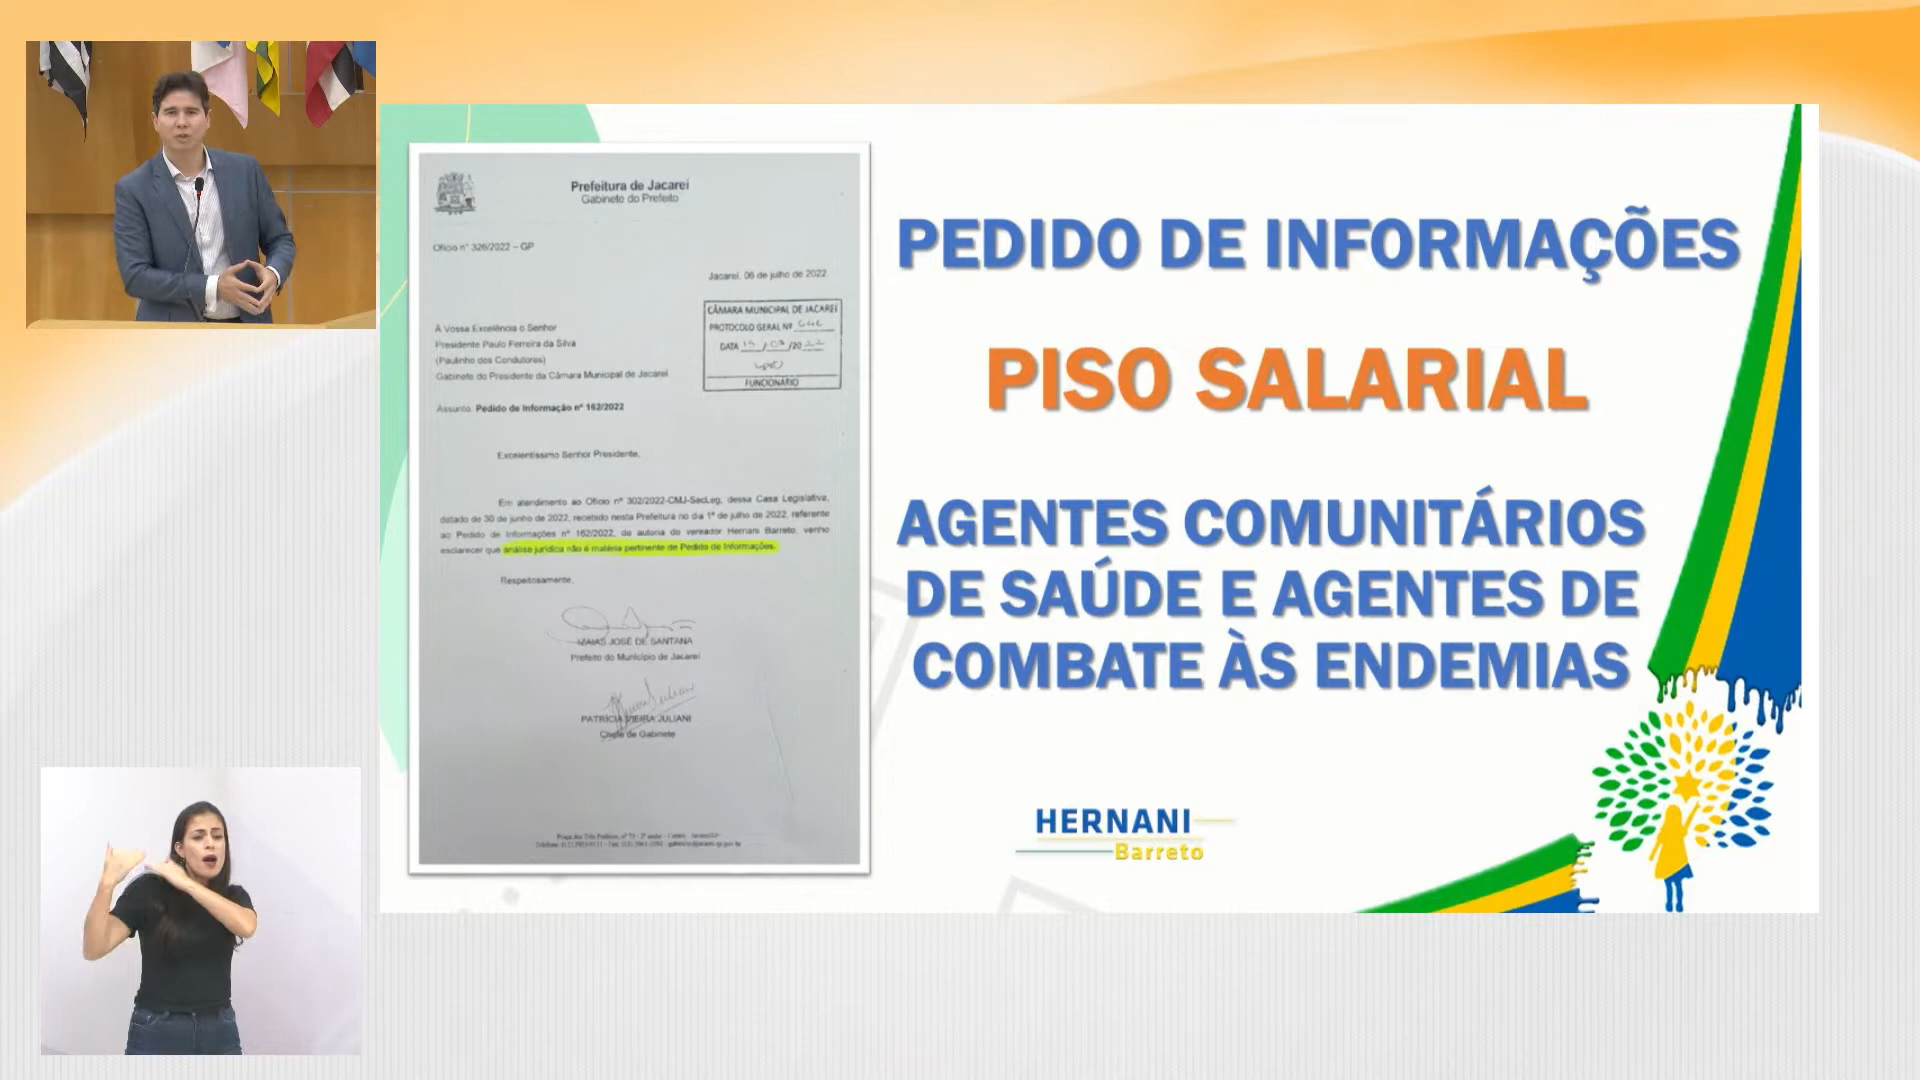 Prefeitura de Jacareí
Gabinete do Prefeito
Ofício nº 326/2022 – GP
Jacareí, 06 de julho de 2022.
CÂMARA MUNICIPAL DE JACAREÍ
PROTOCOLO GERAL Nº
DATA
FUNCIONÁRIO
À Vossa Excelência o Senhor
Presidente Paulo Ferreira da Silva
(Paulinho dos Condutores)
Gabinete do Presidente da Câmara Municipal de Jacareí
Assunto: Pedido de Informação nº 162/2022
Excelentíssimo Senhor Presidente,
Em atendimento ao Ofício nº 302/2022-CMJ-SecLeg, dessa Casa Legislativa,
datado de 30 de junho de 2022, recebido nesta Prefeitura no dia 1º de julho de 2022, referente
ao Pedido de Informações nº 162/2022, de autoria do vereador Hernani Barreto, venho
esclarecer que análise jurídica não é matéria pertinente de Pedido de Informações.
Respeitosamente,
IZAIAS JOSÉ DE SANTANA
Prefeito do Município de Jacareí
PATRÍCIA VIEIRA JULIANI
Chefe de Gabinete
PEDIDO DE INFORMAÇÕES
PISO SALARIAL
AGENTES COMUNITÁRIOS
DE SAÚDE E AGENTES DE
COMBATE ÀS ENDEMIAS
HERNANI
Barreto